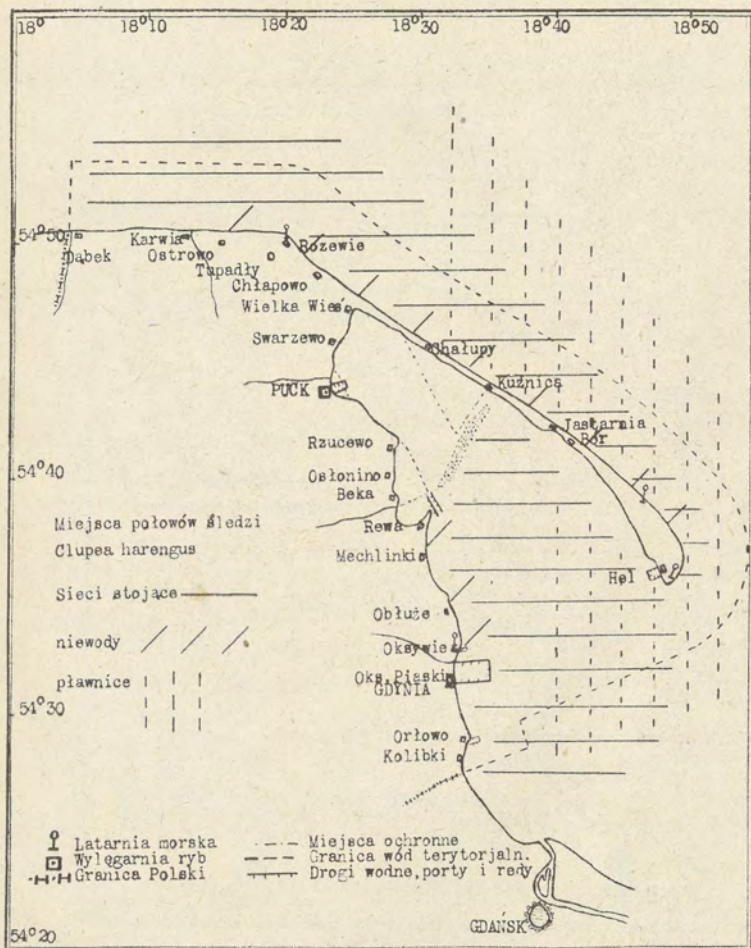 18° 18°10 18°20 18°30 18°40 18°50
54°50
Dąbek
Karwia
Ostrowo
Tupadły
Rozewie
Chłapowo
Wielka Wieś
Swarzewo
Chałupy
PUCK
Kuźnica
Jastarnia
Bór
Rzucewo
54°40
Osłonino
Beka
Miejsca połowów śledzi
Clupea harengus
Rewa
Mechlinki
Hel
Sieci stojące
Obłuże
niewody
Oksywie
pławnice
Oks. Piaski
GDYNIA
54°30
Orłowo
Kolibki
Latarnia morska
Wylęgarnia ryb
Granica Polski
Miejsca ochronne
Granica wód terytorjaln.
Drogi wodne, porty i redy
GDAŃSK
54°20